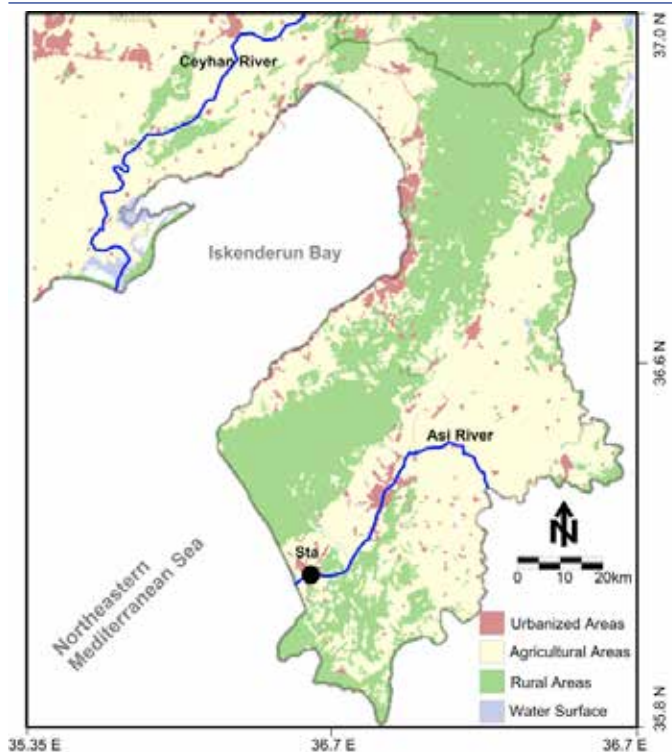 37.0 N
Ceyhan River
Iskenderun Bay
36.6 N
Asi River
Sta
N
0 10 20km
Northeastern
Mediterranean Sea
Urbanized Areas
Agricultural Areas
Rural Areas
Water Surface
35.8 N
35.35 E 36.7 E 36.7 E